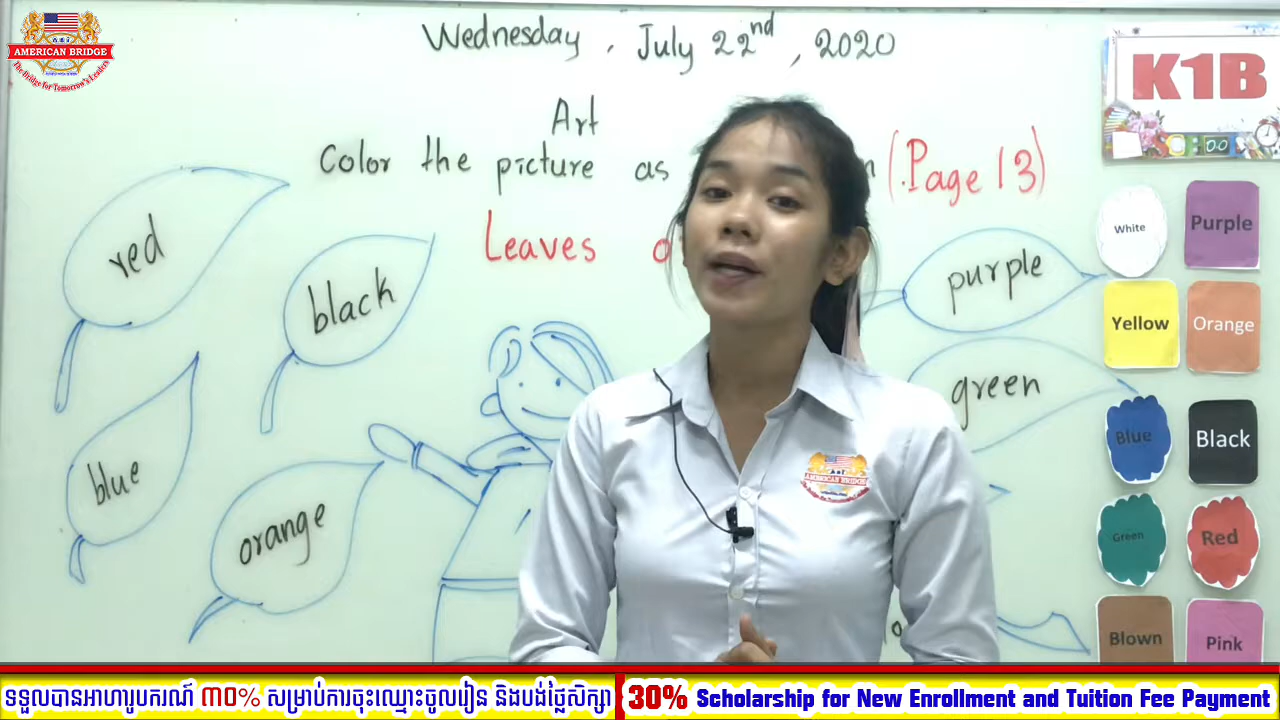 AMERICAN BRIDGE
The Bridge for Tomorrow's Leaders
Wednesday, July 22nd, 2020
K1B
Art
Color the picture as
(Page 13)
Leaves
red
black
purple
green
blue
orange
White
Purple
Yellow
Orange
Blue
Black
Green
Red
Blown
Pink
AMERICAN BRIDGE
ទទួលបានអាហារូបករណ៍ ៣០% សម្រាប់ការចុះឈ្មោះចូលរៀន និងបង់ថ្លៃសិក្សា
30% Scholarship for New Enrollment and Tuition Fee Payment